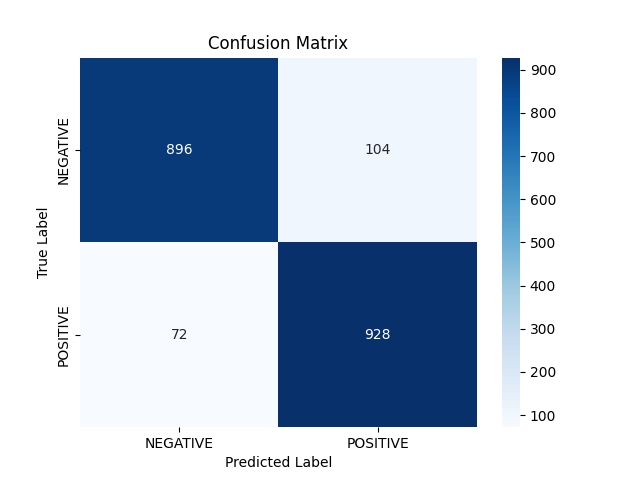 Confusion Matrix
True Label
NEGATIVE
896
104
POSITIVE
72
928
NEGATIVE
POSITIVE
Predicted Label
900
800
700
600
500
400
300
200
100